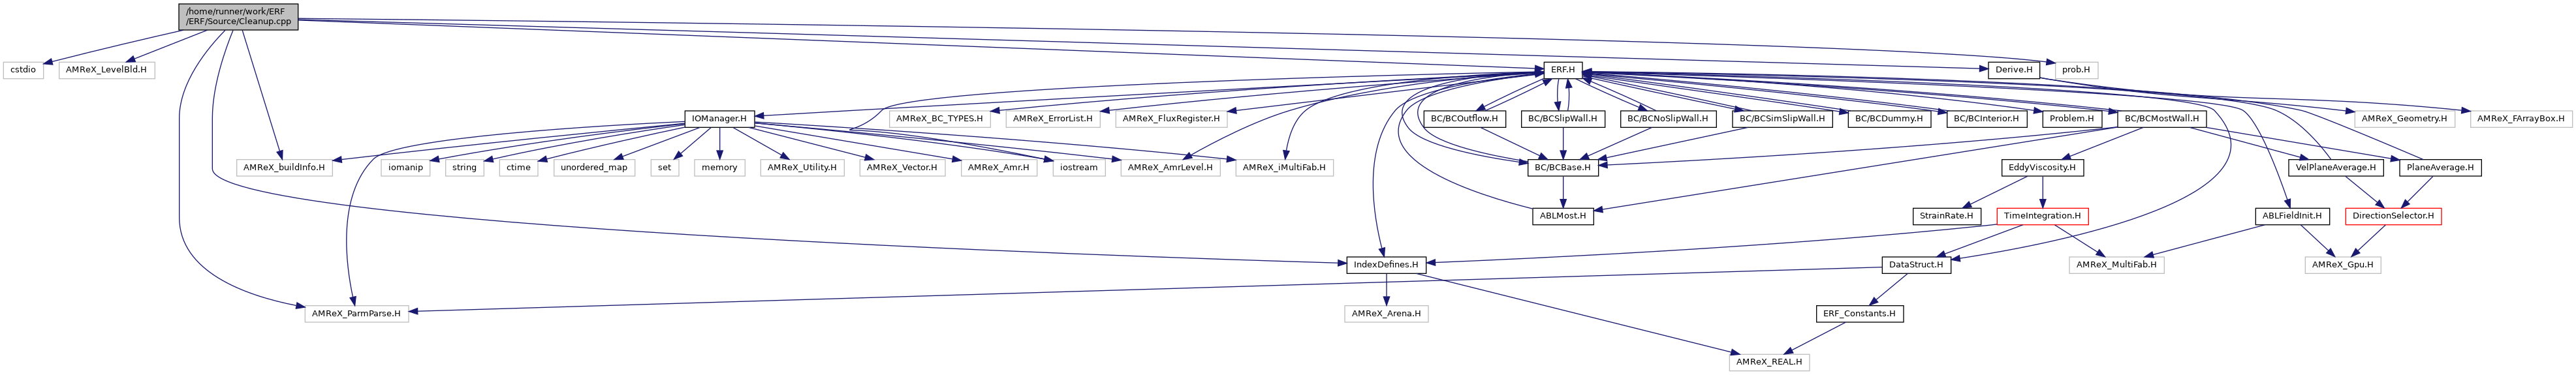 /home/runner/work/ERF
/ERF/Source/Cleanup.cpp
cstdio
AMReX_LevelBld.H
ERF.H
Derive.H
prob.H
IOManager.H
AMReX_BC_TYPES.H
AMReX_ErrorList.H
AMReX_FluxRegister.H
BC/BCOutflow.H
BC/BCSlipWall.H
BC/BCNoSlipWall.H
BC/BCSimSlipWall.H
BC/BCDummy.H
BC/BCInterior.H
Problem.H
BC/BCMostWall.H
AMReX_Geometry.H
AMReX_FArrayBox.H
AMReX_buildInfo.H
iomanip
string
ctime
unordered_map
set
memory
AMReX_Utility.H
AMReX_Vector.H
AMReX_Amr.H
iostream
AMReX_AmrLevel.H
AMReX_iMultiFab.H
BC/BCBase.H
EddyViscosity.H
VelPlaneAverage.H
PlaneAverage.H
ABLMost.H
StrainRate.H
TimeIntegration.H
ABLFieldInit.H
DirectionSelector.H
IndexDefines.H
DataStruct.H
AMReX_MultiFab.H
AMReX_Gpu.H
AMReX_ParmParse.H
AMReX_Arena.H
ERF_Constants.H
AMReX_REAL.H